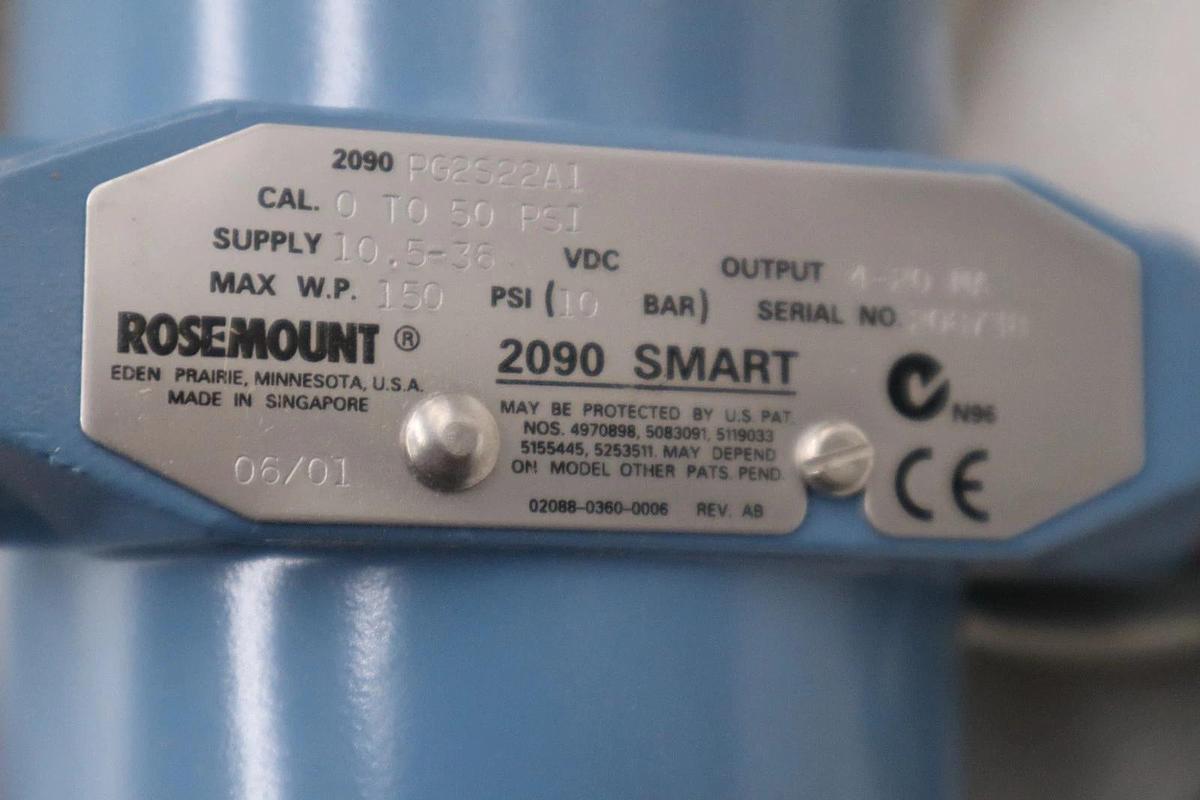 2090 PG2S22A1
CAL. 0 TO 50 PSI
SUPPLY 10.5-36 VDC OUTPUT 4-20 MA
MAX W.P. 150 PSI (10 BAR) SERIAL NO.
ROSEMOUNT ®
EDEN PRAIRIE, MINNESOTA, U.S.A.
MADE IN SINGAPORE
06/01
2090 SMART
MAY BE PROTECTED BY U.S. PAT.
NOS. 4970898, 5083091, 5119033
5155445, 5253511. MAY DEPEND
ON MODEL OTHER PATS. PEND.
02088-0360-0006 REV. AB
N96
CE